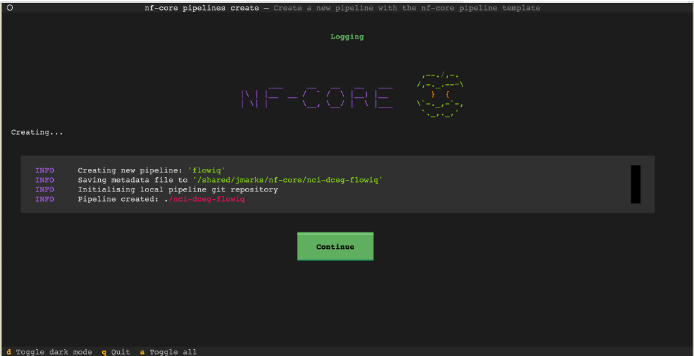 nf-core pipelines create — Create a new pipeline with the nf-core pipeline template
Logging
NF-CORE
Creating...
INFO Creating new pipeline: 'flowiq'
INFO Saving metadata file to '/shared/jmarks/nf-core/nci-dceg-flowiq'
INFO Initialising local pipeline git repository
INFO Pipeline created: ./nci-dceg-flowiq
Continue
d Toggle dark mode q Quit a Toggle all